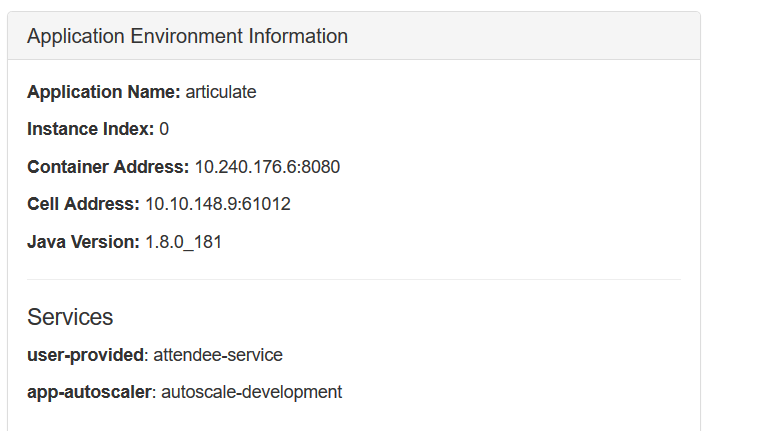 Application Environment Information
Application Name: articulate
Instance Index: 0
Container Address: 10.240.176.6:8080
Cell Address: 10.10.148.9:61012
Java Version: 1.8.0_181
Services
user-provided: attendee-service
app-autoscaler: autoscale-development